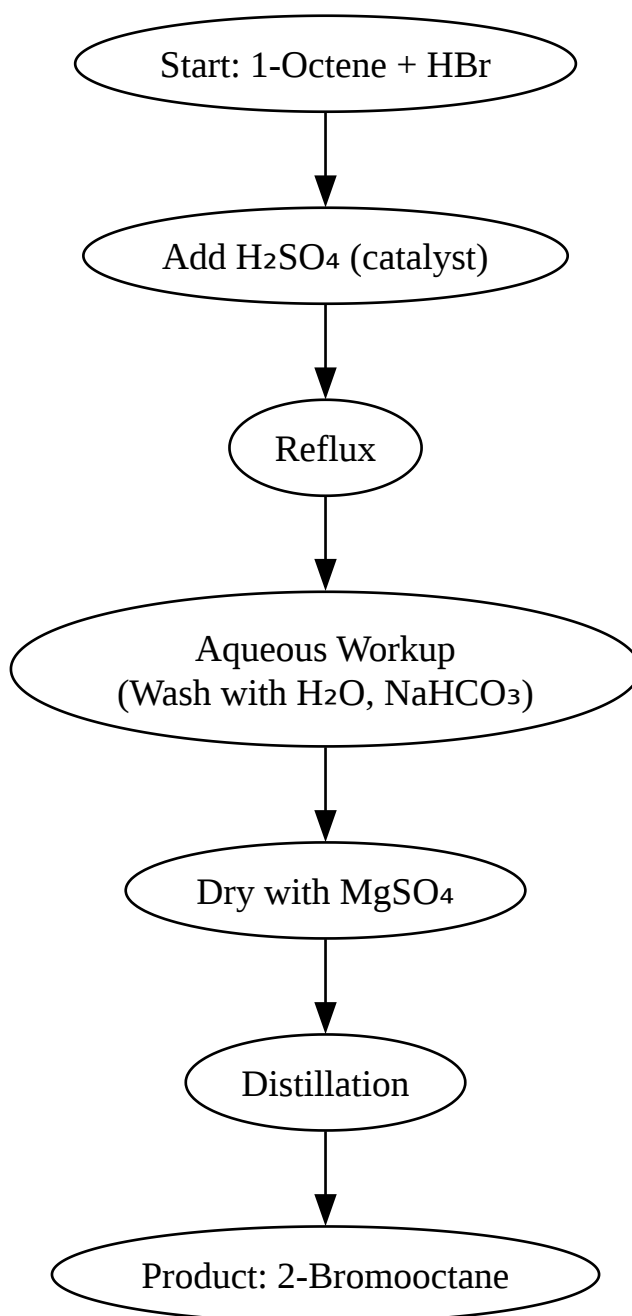 Start: 1-Octene + HBr
Add H₂SO₄ (catalyst)
Reflux
Aqueous Workup
(Wash with H₂O, NaHCO₃)
Dry with MgSO₄
Distillation
Product: 2-Bromooctane